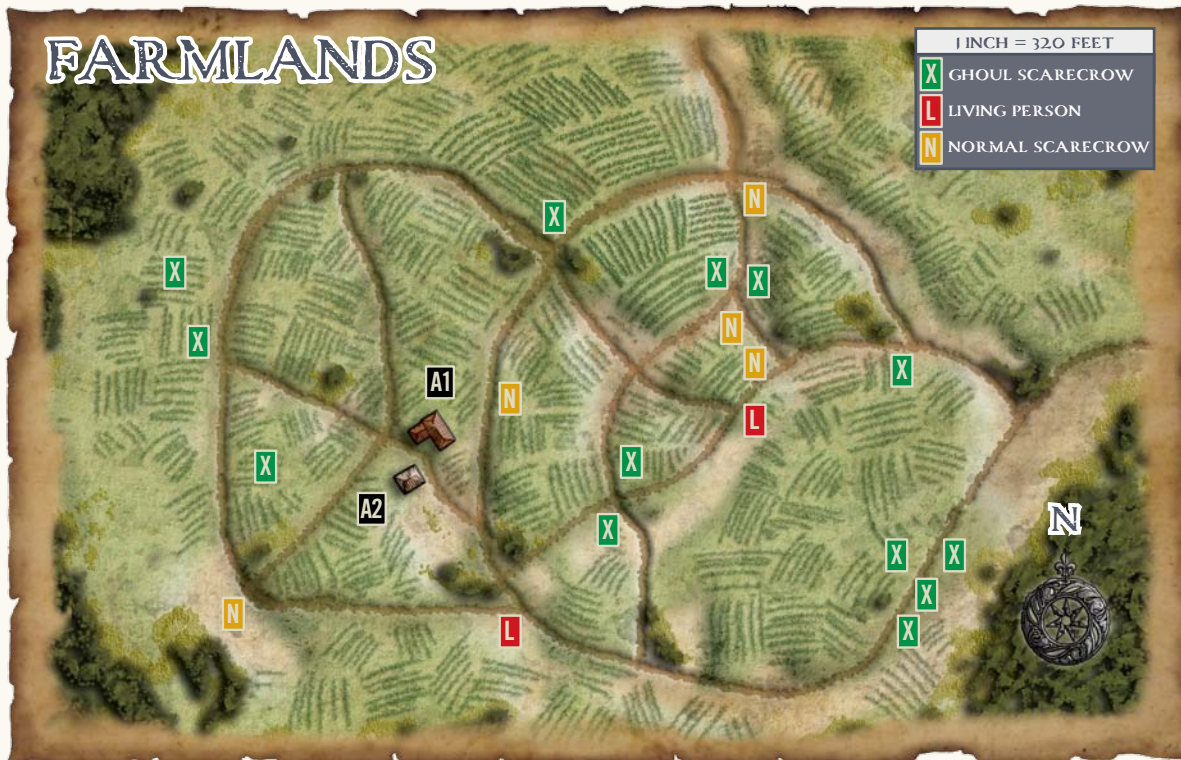 FARMLANDS
1 INCH = 320 FEET
X GHOUL SCARECROW
L LIVING PERSON
N NORMAL SCARECROW
N
X
X
X
X
N
X
N
A1
N
X
N
L
X
X
A2
N
X
X
X
X
N
L
X